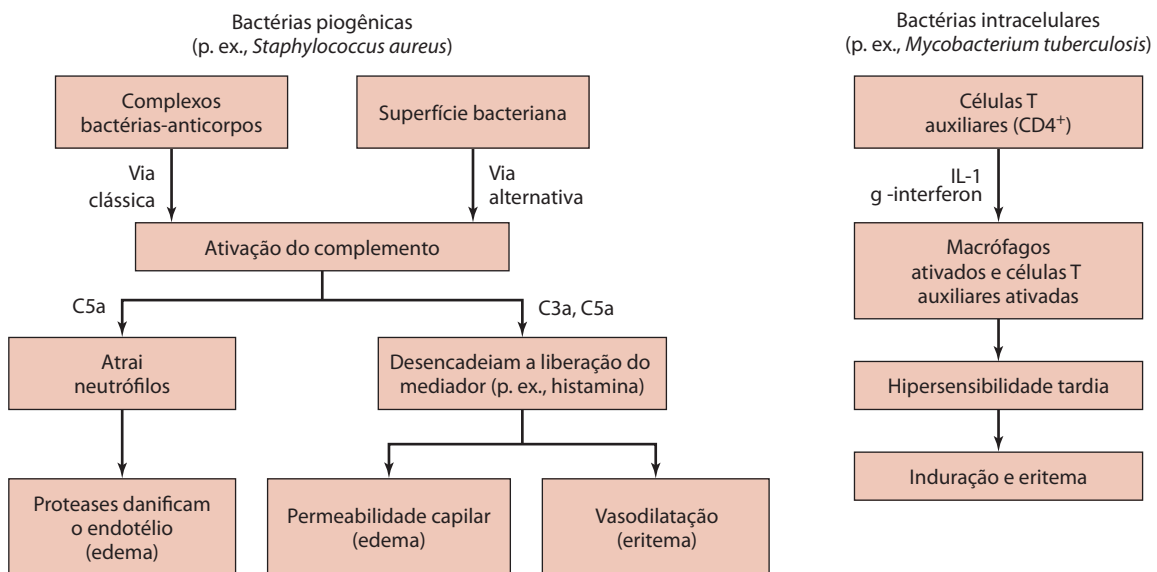 Bactérias piogênicas
(p. ex., Staphylococcus aureus)
Complexos
bactérias-anticorpos
Superfície bacteriana
Via
clássica
Via
alternativa
Ativação do complemento
C5a
C3a, C5a
Atrai
neutrófilos
Desencadeiam a liberação do
mediador (p. ex., histamina)
Proteases danificam
o endotélio
(edema)
Permeabilidade capilar
(edema)
Vasodilatação
(eritema)
Bactérias intracelulares
(p. ex., Mycobacterium tuberculosis)
Células T
auxiliares (CD4⁺)
IL-1
g -interferon
Macrófagos
ativados e células T
auxiliares ativadas
Hipersensibilidade tardia
Induração e eritema